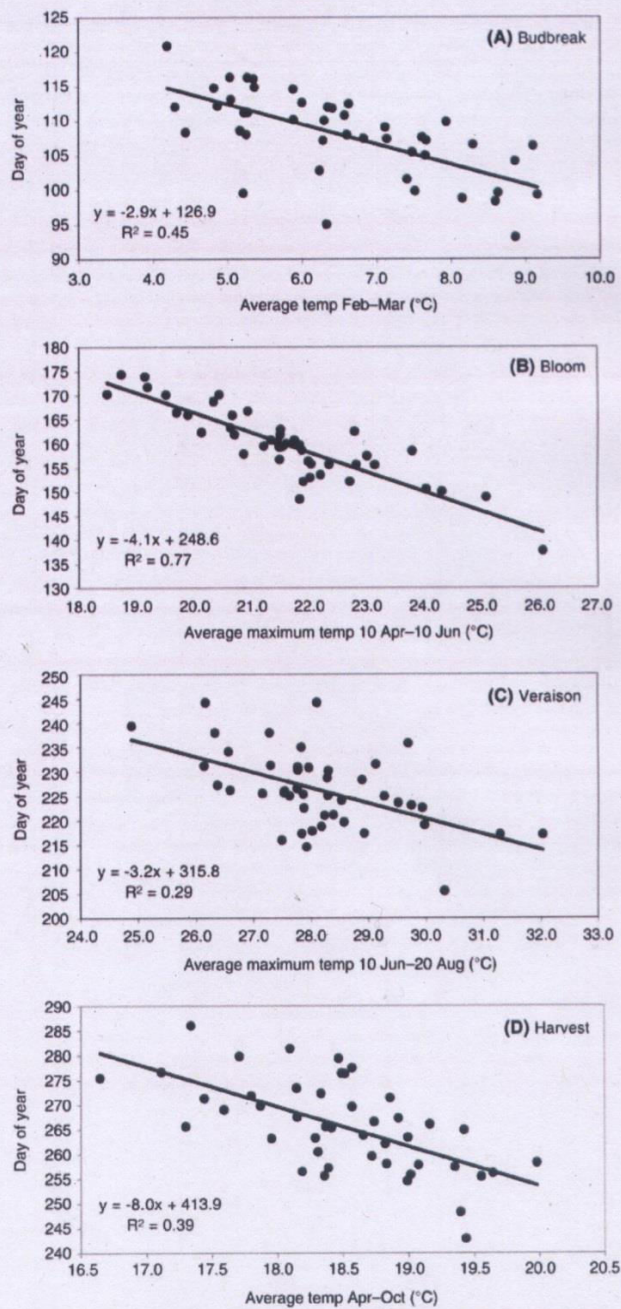 (A) Budbreak
Day of year
125
120
115
110
105
100
95
90
y = -2.9x + 126.9
R² = 0.45
3.0 4.0 5.0 6.0 7.0 8.0 9.0 10.0
Average temp Feb–Mar (°C)
(B) Bloom
Day of year
180
175
170
165
160
155
150
145
140
135
130
y = -4.1x + 248.6
R² = 0.77
18.0 19.0 20.0 21.0 22.0 23.0 24.0 25.0 26.0 27.0
Average maximum temp 10 Apr–10 Jun (°C)
(C) Veraison
Day of year
250
245
240
235
230
225
220
215
210
205
200
y = -3.2x + 315.8
R² = 0.29
24.0 25.0 26.0 27.0 28.0 29.0 30.0 31.0 32.0 33.0
Average maximum temp 10 Jun–20 Aug (°C)
(D) Harvest
Day of year
290
285
280
275
270
265
260
255
250
245
240
y = -8.0x + 413.9
R² = 0.39
16.5 17.0 17.5 18.0 18.5 19.0 19.5 20.0 20.5
Average temp Apr–Oct (°C)